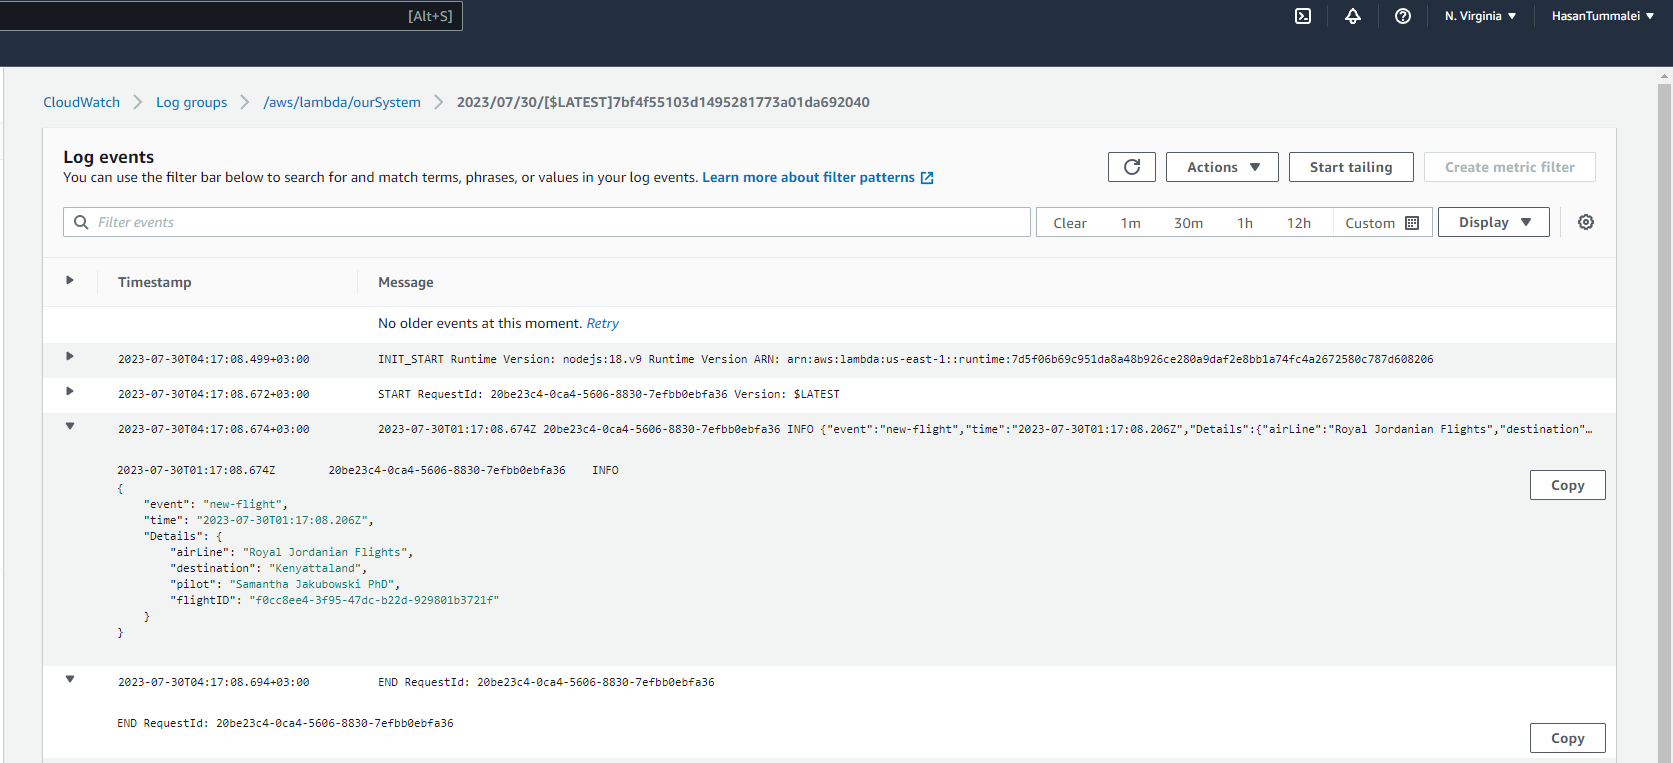 [Alt+S] N. Virginia HasanTummalei
CloudWatch Log groups /aws/lambda/ourSystem 2023/07/30/[$LATEST]7bf4f55103d1495281773a01da692040
Log events
You can use the filter bar below to search for and match terms, phrases, or values in your log events. Learn more about filter patterns
Actions Start tailing Create metric filter
Filter events Clear 1m 30m 1h 12h Custom Display
Timestamp Message
No older events at this moment. Retry
2023-07-30T04:17:08.499+03:00 INIT_START Runtime Version: nodejs:18.v9 Runtime Version ARN: arn:aws:lambda:us-east-1::runtime:7d5f06b69c951da8a48b926ce280a9daf2e8bb1a74fc4a2672580c787d608206
2023-07-30T04:17:08.672+03:00 START RequestId: 20be23c4-0ca4-5606-8830-7efbb0ebfa36 Version: $LATEST
2023-07-30T04:17:08.674+03:00 2023-07-30T01:17:08.674Z 20be23c4-0ca4-5606-8830-7efbb0ebfa36 INFO {"event":"new-flight","time":"2023-07-30T01:17:08.206Z","Details":{"airLine":"Royal Jordanian Flights","destination"…
2023-07-30T01:17:08.674Z 20be23c4-0ca4-5606-8830-7efbb0ebfa36 INFO
Copy
{
"event": "new-flight",
"time": "2023-07-30T01:17:08.206Z",
"Details": {
"airLine": "Royal Jordanian Flights",
"destination": "Kenyattaland",
"pilot": "Samantha Jakubowski PhD",
"flightID": "f0cc8ee4-3f95-47dc-b22d-929801b3721f"
}
}
2023-07-30T04:17:08.694+03:00 END RequestId: 20be23c4-0ca4-5606-8830-7efbb0ebfa36
END RequestId: 20be23c4-0ca4-5606-8830-7efbb0ebfa36
Copy